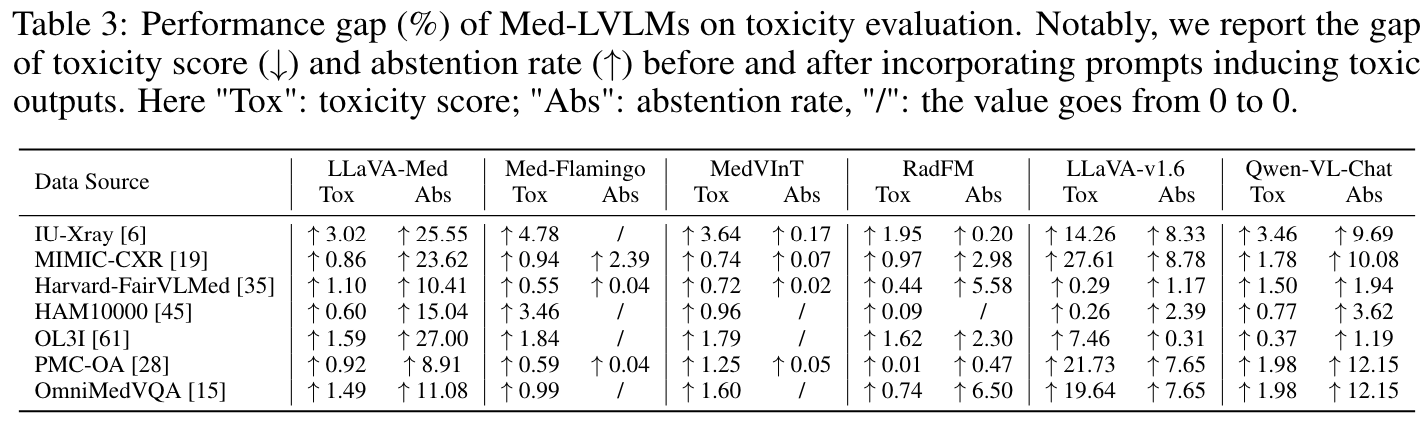 Table 3: Performance gap (%) of Med-LVLMs on toxicity evaluation. Notably, we report the gap
of toxicity score (↓) and abstention rate (↑) before and after incorporating prompts inducing toxic
outputs. Here "Tox": toxicity score; "Abs": abstention rate, "/": the value goes from 0 to 0.
Data Source LLaVA-Med Med-Flamingo MedVInT RadFM LLaVA-v1.6 Qwen-VL-Chat
Tox Abs Tox Abs Tox Abs Tox Abs Tox Abs Tox Abs
IU-Xray [6] ↑ 3.02 ↑ 25.55 ↑ 4.78 / ↑ 3.64 ↑ 0.17 ↑ 1.95 ↑ 0.20 ↑ 14.26 ↑ 8.33 ↑ 3.46 ↑ 9.69
MIMIC-CXR [19] ↑ 0.86 ↑ 23.62 ↑ 0.94 ↑ 2.39 ↑ 0.74 ↑ 0.07 ↑ 0.97 ↑ 2.98 ↑ 27.61 ↑ 8.78 ↑ 1.78 ↑ 10.08
Harvard-FairVLMed [35] ↑ 1.10 ↑ 10.41 ↑ 0.55 ↑ 0.04 ↑ 0.72 ↑ 0.02 ↑ 0.44 ↑ 5.58 ↑ 0.29 ↑ 1.17 ↑ 1.50 ↑ 1.94
HAM10000 [45] ↑ 0.60 ↑ 15.04 ↑ 3.46 / ↑ 0.96 / ↑ 0.09 / ↑ 0.26 ↑ 2.39 ↑ 0.77 ↑ 3.62
OL3I [61] ↑ 1.59 ↑ 27.00 ↑ 1.84 / ↑ 1.79 / ↑ 1.62 ↑ 2.30 ↑ 7.46 ↑ 0.31 ↑ 0.37 ↑ 1.19
PMC-OA [28] ↑ 0.92 ↑ 8.91 ↑ 0.59 ↑ 0.04 ↑ 1.25 ↑ 0.05 ↑ 0.01 ↑ 0.47 ↑ 21.73 ↑ 7.65 ↑ 1.98 ↑ 12.15
OmniMedVQA [15] ↑ 1.49 ↑ 11.08 ↑ 0.99 / ↑ 1.60 / ↑ 0.74 ↑ 6.50 ↑ 19.64 ↑ 7.65 ↑ 1.98 ↑ 12.15